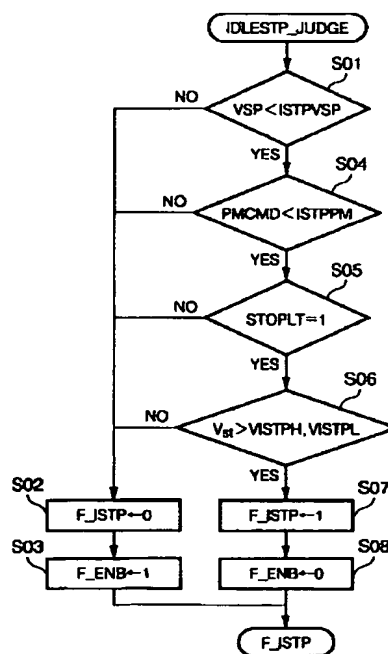 IDLESTP_JUDGE
S01
VSP<ISTPVSP
NO
YES
S04
PMCMD<ISTPPM
NO
YES
S05
STOPLT=1
NO
YES
S06
Vst>VISTPH, VISTPL
NO
YES
S02
F_ISTP←0
S07
F_ISTP←1
S03
F_ENB←1
S08
F_ENB←0
F_ISTP